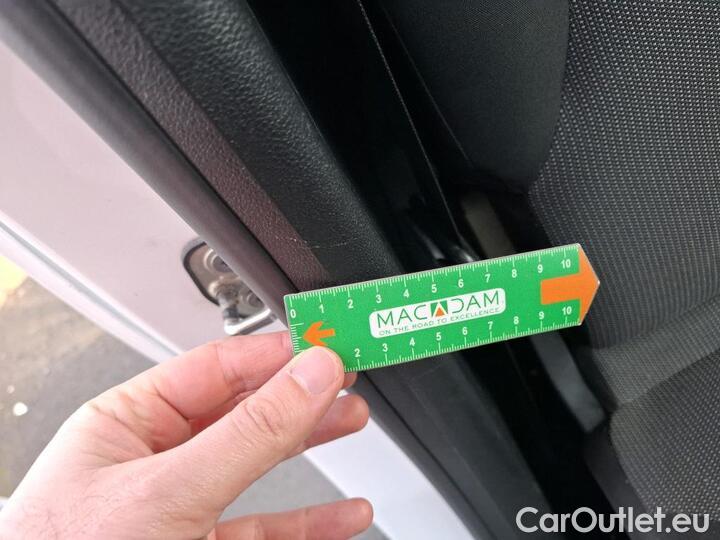 0 1 2 3 4 5 6 7 8 9 10
MACADAM
ON THE ROAD TO EXCELLENCE
2 3 4 5 6 7 8 9 10
CarOutlet.eu